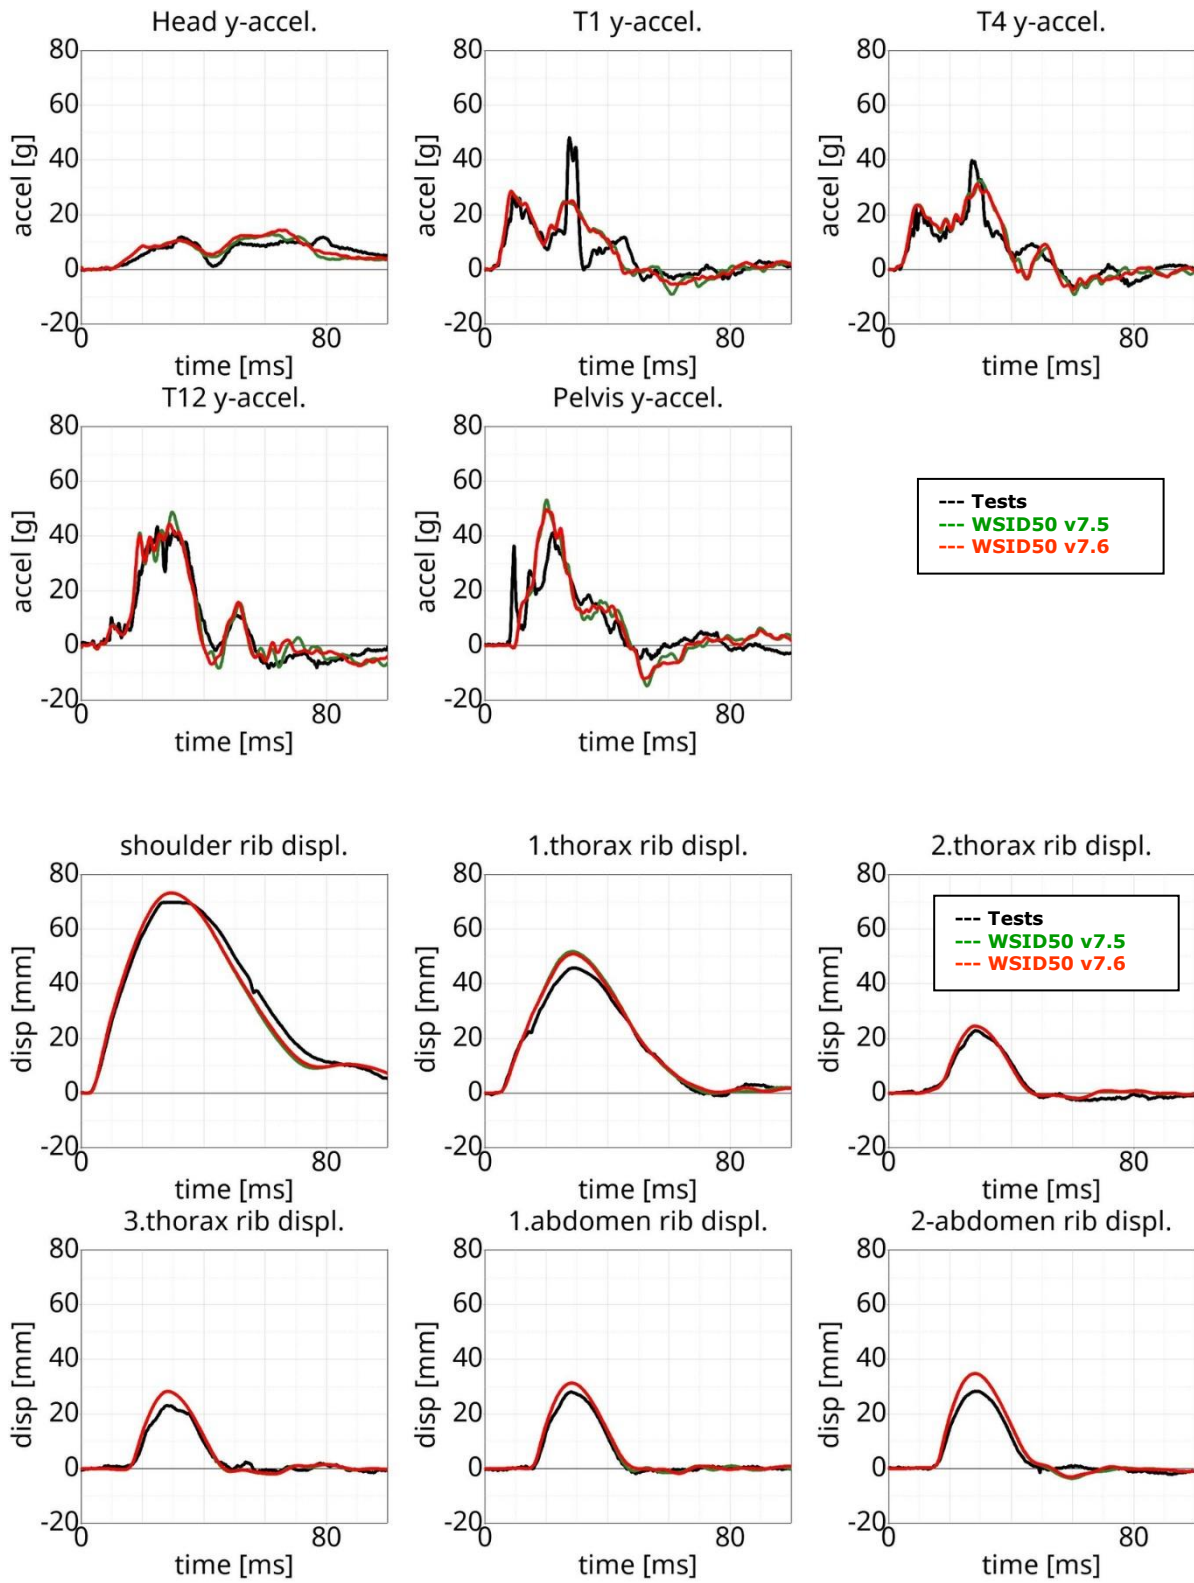 Head y-accel.
T1 y-accel.
T4 y-accel.
80
60
40
20
0
-20
accel [g]
0
80
time [ms]
80
60
40
20
0
-20
accel [g]
0
80
time [ms]
80
60
40
20
0
-20
accel [g]
0
80
time [ms]
T12 y-accel.
Pelvis y-accel.
80
60
40
20
0
-20
accel [g]
0
80
time [ms]
80
60
40
20
0
-20
accel [g]
0
80
time [ms]
--- Tests
--- WSID50 v7.5
--- WSID50 v7.6
shoulder rib displ.
1.thorax rib displ.
2.thorax rib displ.
80
60
40
20
0
-20
disp [mm]
0
80
time [ms]
80
60
40
20
0
-20
disp [mm]
0
80
time [ms]
80
60
40
20
0
-20
disp [mm]
0
80
time [ms]
--- Tests
--- WSID50 v7.5
--- WSID50 v7.6
3.thorax rib displ.
1.abdomen rib displ.
2-abdomen rib displ.
80
60
40
20
0
-20
disp [mm]
0
80
time [ms]
80
60
40
20
0
-20
disp [mm]
0
80
time [ms]
80
60
40
20
0
-20
disp [mm]
0
80
time [ms]